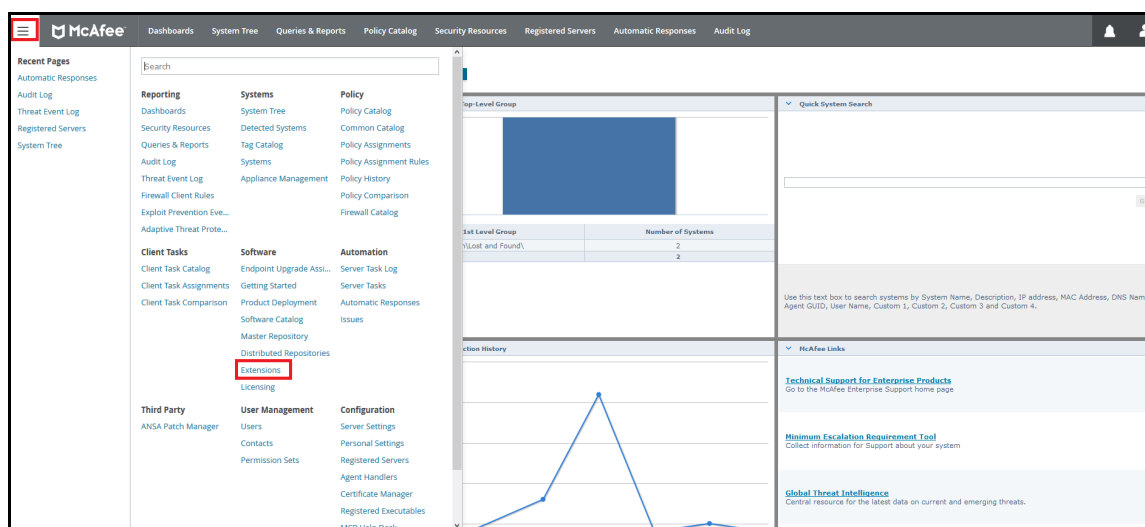 McAfee
Dashboards System Tree Queries & Reports Policy Catalog Security Resources Registered Servers Automatic Responses Audit Log
Recent Pages
Automatic Responses
Audit Log
Threat Event Log
Registered Servers
System Tree
Search
Reporting
Dashboards
Security Resources
Queries & Reports
Audit Log
Threat Event Log
Firewall Client Rules
Exploit Prevention Eve...
Adaptive Threat Prote...
Systems
System Tree
Detected Systems
Tag Catalog
Systems
Appliance Management
Policy
Policy Catalog
Common Catalog
Policy Assignments
Policy Assignment Rules
Policy History
Policy Comparison
Firewall Catalog
Client Tasks
Client Task Catalog
Client Task Assignments
Client Task Comparison
Software
Endpoint Upgrade Assi...
Getting Started
Product Deployment
Software Catalog
Master Repository
Distributed Repositories
Extensions
Licensing
Automation
Server Task Log
Server Tasks
Automatic Responses
Issues
Third Party
ANSA Patch Manager
User Management
Users
Contacts
Permission Sets
Configuration
Server Settings
Personal Settings
Registered Servers
Agent Handlers
Certificate Manager
Registered Executables
op-Level Group
1st Level Group Number of Systems
\Lost and Found\ 2
2
ction History
Quick System Search
Use this text box to search systems by System Name, Description, IP address, MAC Address, DNS Nam
Agent GUID, User Name, Custom 1, Custom 2, Custom 3 and Custom 4.
McAfee Links
Technical Support for Enterprise Products
Go to the McAfee Enterprise Support home page
Minimum Escalation Requirement Tool
Collect information for Support about your system
Global Threat Intelligence
Central resource for the latest data on current and emerging threats.